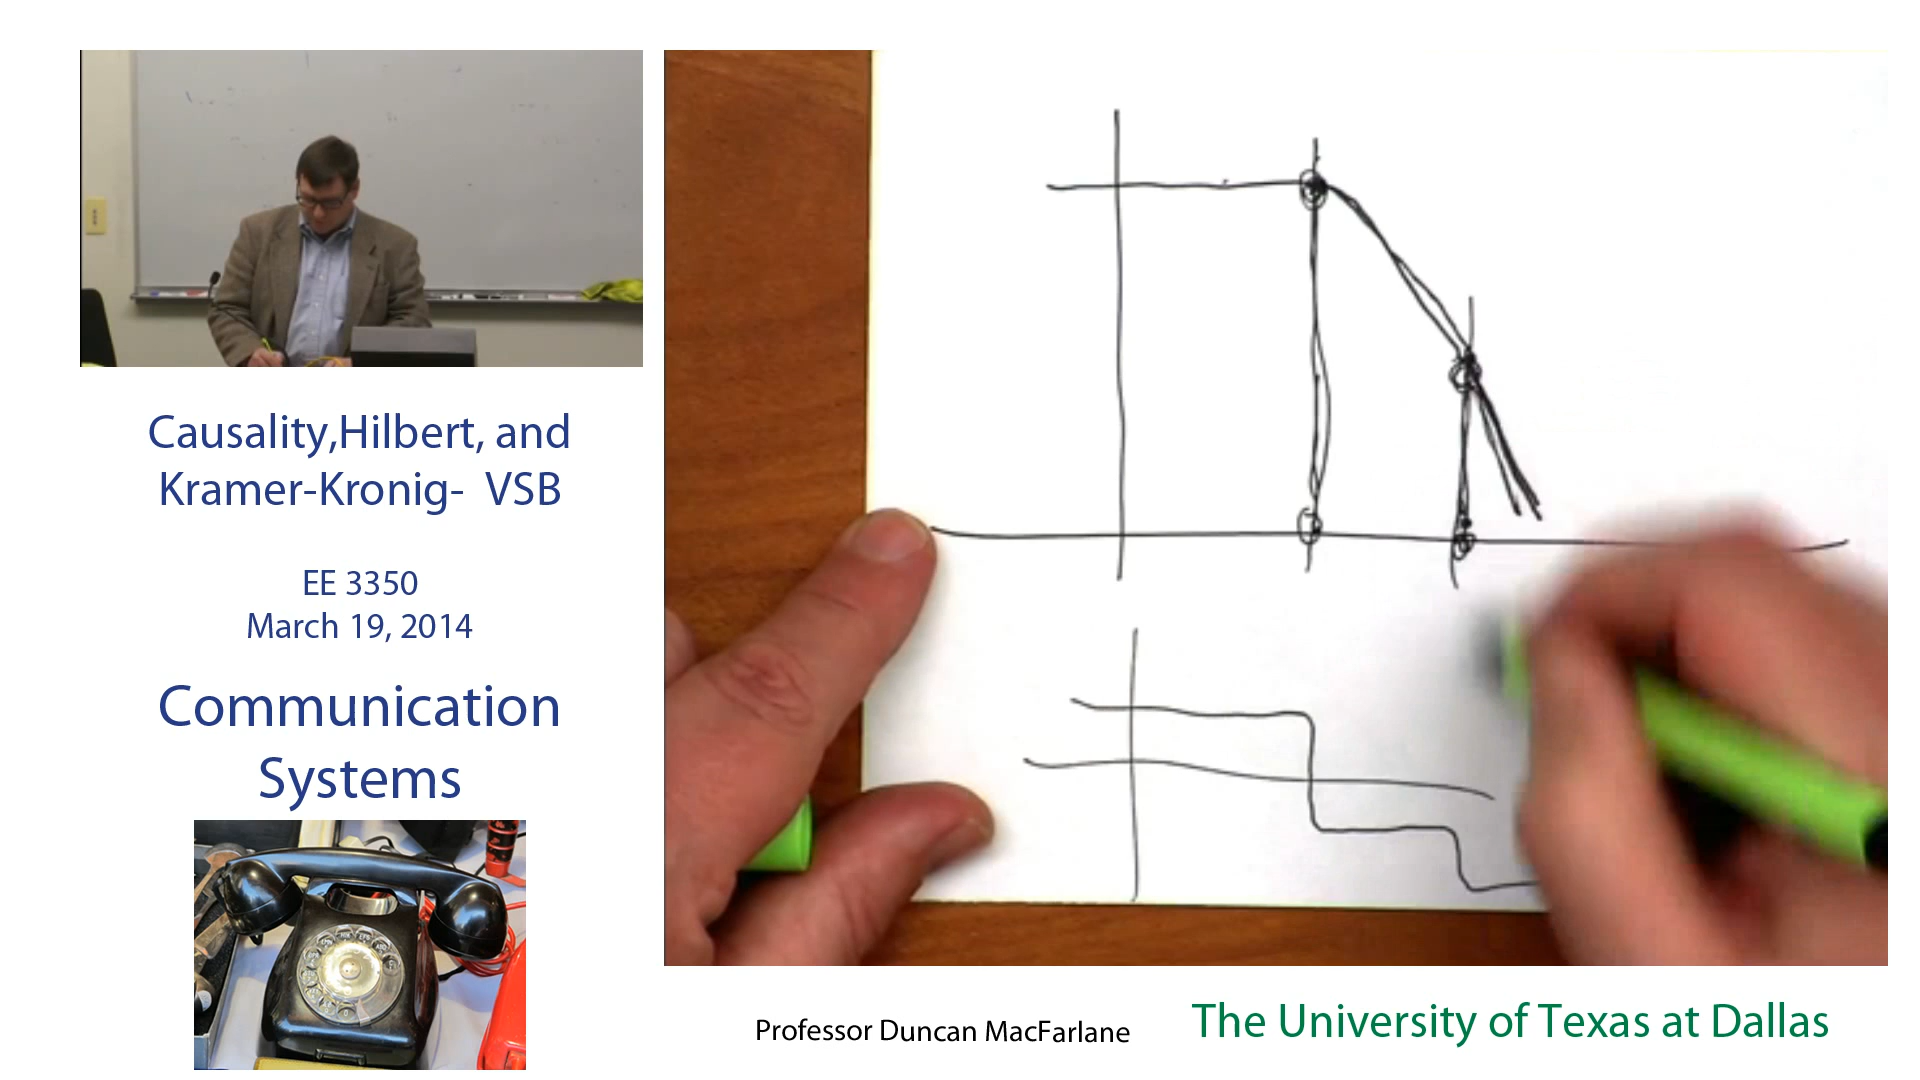 Causality,Hilbert, and
Kramer-Kronig- VSB
EE 3350
March 19, 2014
Communication
Systems
Professor Duncan MacFarlane
The University of Texas at Dallas